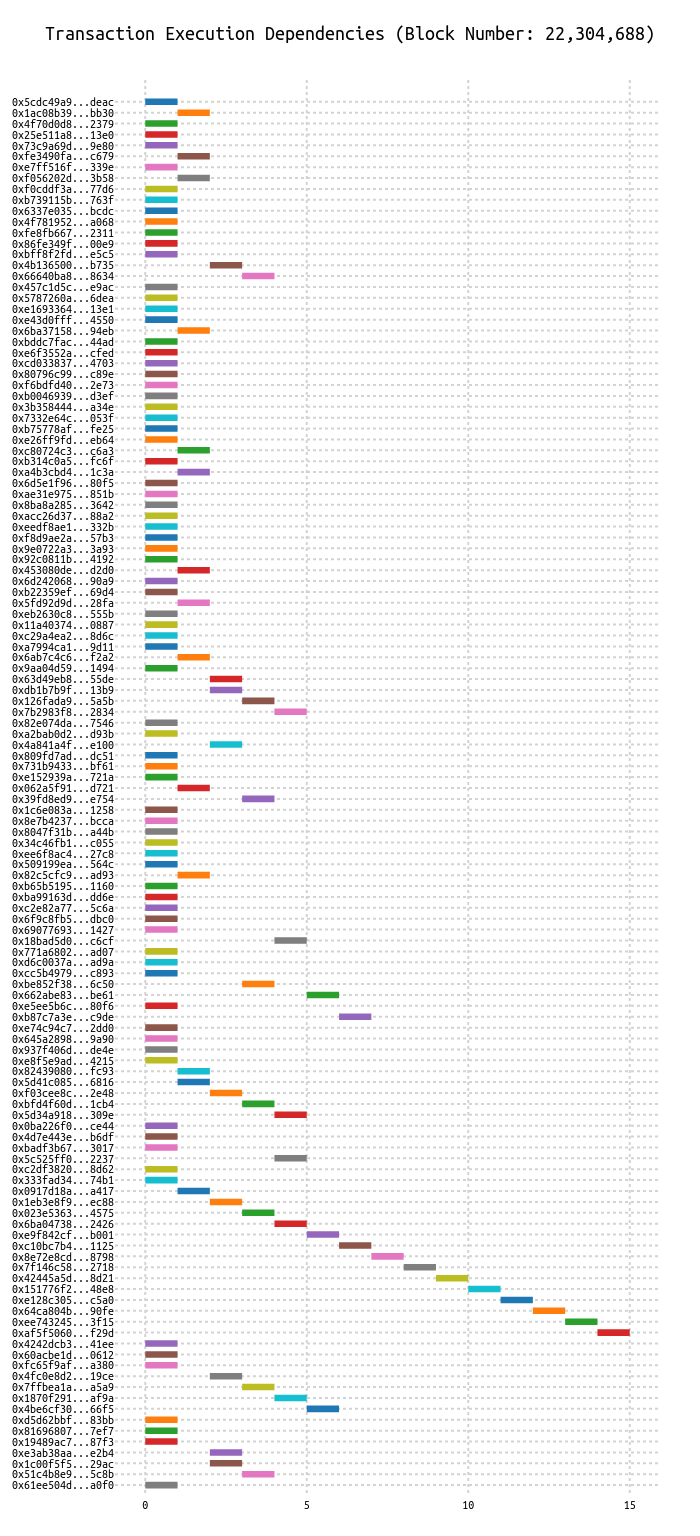 Transaction Execution Dependencies (Block Number: 22,304,688)
0x5cdc49a9...deac
0x1ac08b39...bb30
0x4f70d0d8...2379
0x25e511a8...13e0
0x73c9a69d...9e80
0xfe3490fa...c679
0xe7ff516f...339e
0xf056202d...3b58
0xf0cddf3a...77d6
0xb739115b...763f
0x6337e035...bcdc
0x4f781952...a068
0xfe8fb667...2311
0x86fe349f...00e9
0xbff8f2fd...e5c5
0x4b136500...b735
0x66640ba8...8634
0x457c1d5c...e9ac
0x5787260a...6dea
0xe1693364...13e1
0xe43d0fff...4550
0x6ba37158...94eb
0xbddc7fac...44ad
0xe6f3552a...cfed
0xcd033837...4703
0x80796c99...c89e
0xf6bdfd40...2e73
0xb0046939...d3ef
0x3b358444...a34e
0x7332e64c...053f
0xb75778af...fe25
0xe26ff9fd...eb64
0xc80724c3...c6a3
0xb314c0a5...fc6f
0xa4b3cbd4...1c3a
0x6d5e1f96...80f5
0xae31e975...851b
0x8ba8a285...3642
0xacc26d37...88a2
0xeedf8ae1...332b
0xf8d9ae2a...57b3
0x9e0722a3...3a93
0x92c0811b...4192
0x453080de...d2d0
0x6d242068...90a9
0xb22359ef...69d4
0x5fd92d9d...28fa
0xeb2630c8...555b
0x11a40374...0887
0xc29a4ea2...8d6c
0xa7994ca1...9d11
0x6ab7c4c6...f2a2
0x9aa04d59...1494
0x63d49eb8...55de
0xdb1b7b9f...13b9
0x126fada9...5a5b
0x7b2983f8...2834
0x82e074da...7546
0xa2bab0d2...d93b
0x4a841a4f...e100
0x809fd7ad...dc51
0x731b9433...bf61
0xe152939a...721a
0x062a5f91...d721
0x39fd8ed9...e754
0x1c6e083a...1258
0x8e7b4237...bcca
0x8047f31b...a44b
0x34c46fb1...c055
0xee6f8ac4...27c8
0x509199ea...564c
0x82c5cfc9...ad93
0xb65b5195...1160
0xba99163d...dd6e
0xc2e82a77...5c6a
0x6f9c8fb5...dbc0
0x69077693...1427
0x18bad5d0...c6cf
0x771a6802...ad07
0xd6c0037a...ad9a
0xcc5b4979...c893
0xbe852f38...6c50
0x662abe83...be61
0xe5ee5b6c...80f6
0xb87c7a3e...c9de
0xe74c94c7...2dd0
0x645a2898...9a90
0x937f406d...de4e
0xe8f5e9ad...4215
0x82439080...fc93
0x5d41c085...6816
0xf03cee8c...2e48
0xbfd4f60d...1cb4
0x5d34a918...309e
0x0ba226f0...ce44
0x4d7e443e...b6df
0xbadf3b67...3017
0x5c525ff0...2237
0xc2df3820...8d62
0x333fad34...74b1
0x0917d18a...a417
0x1eb3e8f9...ec88
0x023e5363...4575
0x6ba04738...2426
0xe9f842cf...b001
0xc10bc7b4...1125
0x8e72e8cd...8798
0x7f146c58...2718
0x42445a5d...8d21
0x151776f2...48e8
0xe128c305...c5a0
0x64ca804b...90fe
0xee743245...3f15
0xaf5f5060...f29d
0x4242dcb3...41ee
0x60acbe1d...0612
0xfc65f9af...a380
0x4fc0e8d2...19ce
0x7ffbea1a...a5a9
0x1870f291...af9a
0x4be6cf30...66f5
0xd5d62bbf...83bb
0x81696807...7ef7
0x19489ac7...87f3
0xe3ab38aa...e2b4
0x1c00f5f5...29ac
0x51c4b8e9...5c8b
0x61ee504d...a0f0
0 5 10 15